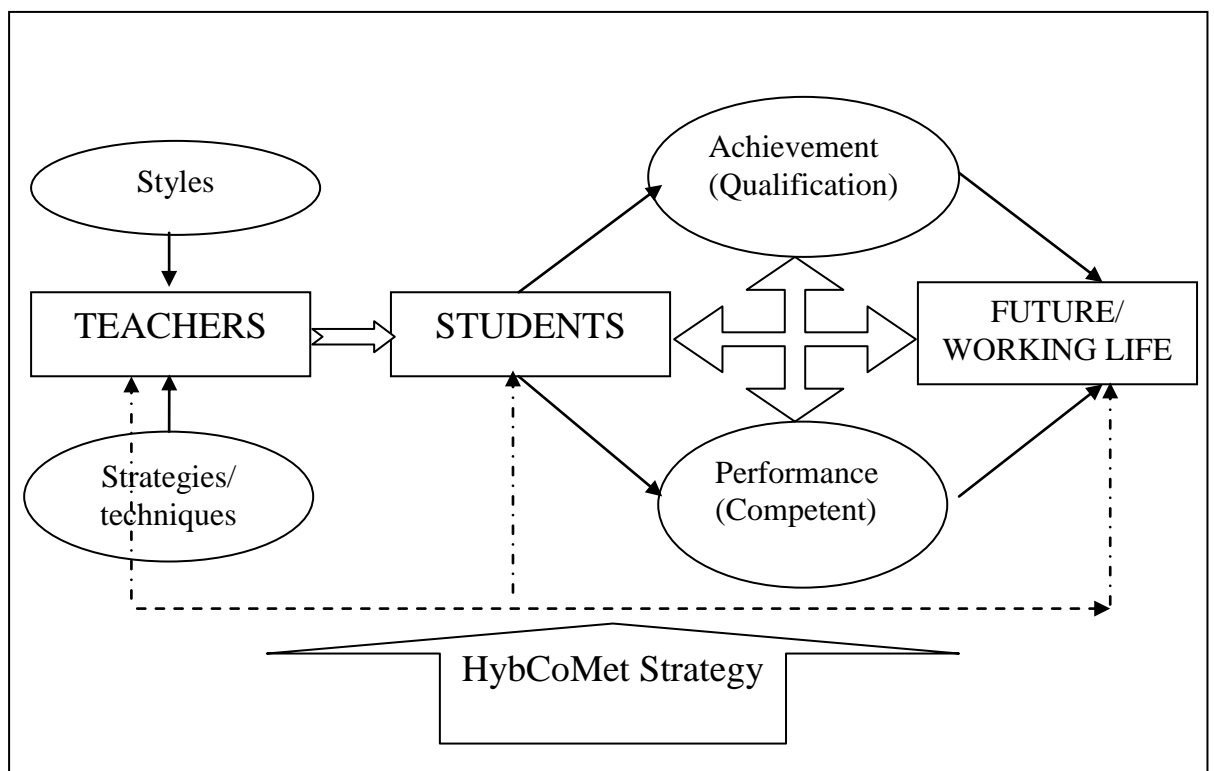 Achievement
(Qualification)
Styles
TEACHERS
STUDENTS
FUTURE/
WORKING LIFE
Strategies/
techniques
Performance
(Competent)
HybCoMet Strategy